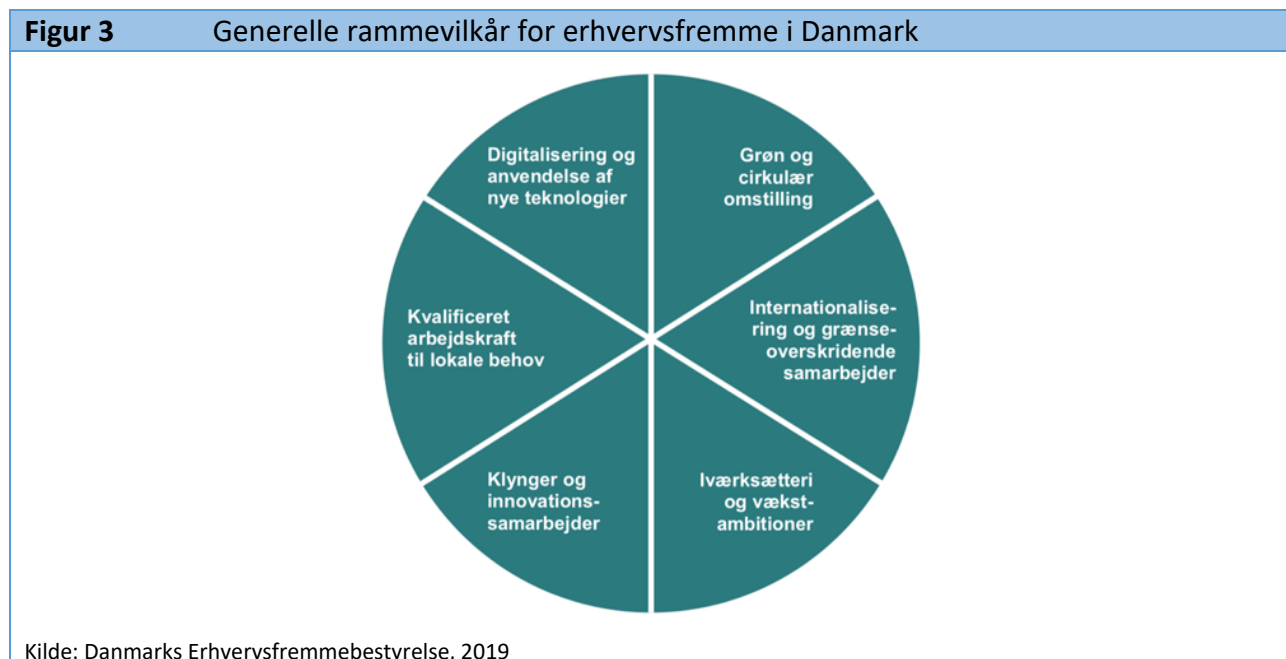 Figur 3 Generelle rammevilkår for erhvervsfremme i Danmark
Digitalisering og
anvendelse af
nye teknologier
Grøn og
cirkulær
omstilling
Kvalificeret
arbejdskraft
til lokale behov
Internationalise-
ring og grænse-
overskridende
samarbejder
Klynger og
innovations-
samarbejder
Iværksætteri
og vækst-
ambitioner
Kilde: Danmarks Erhvervsfremmebestyrelse. 2019